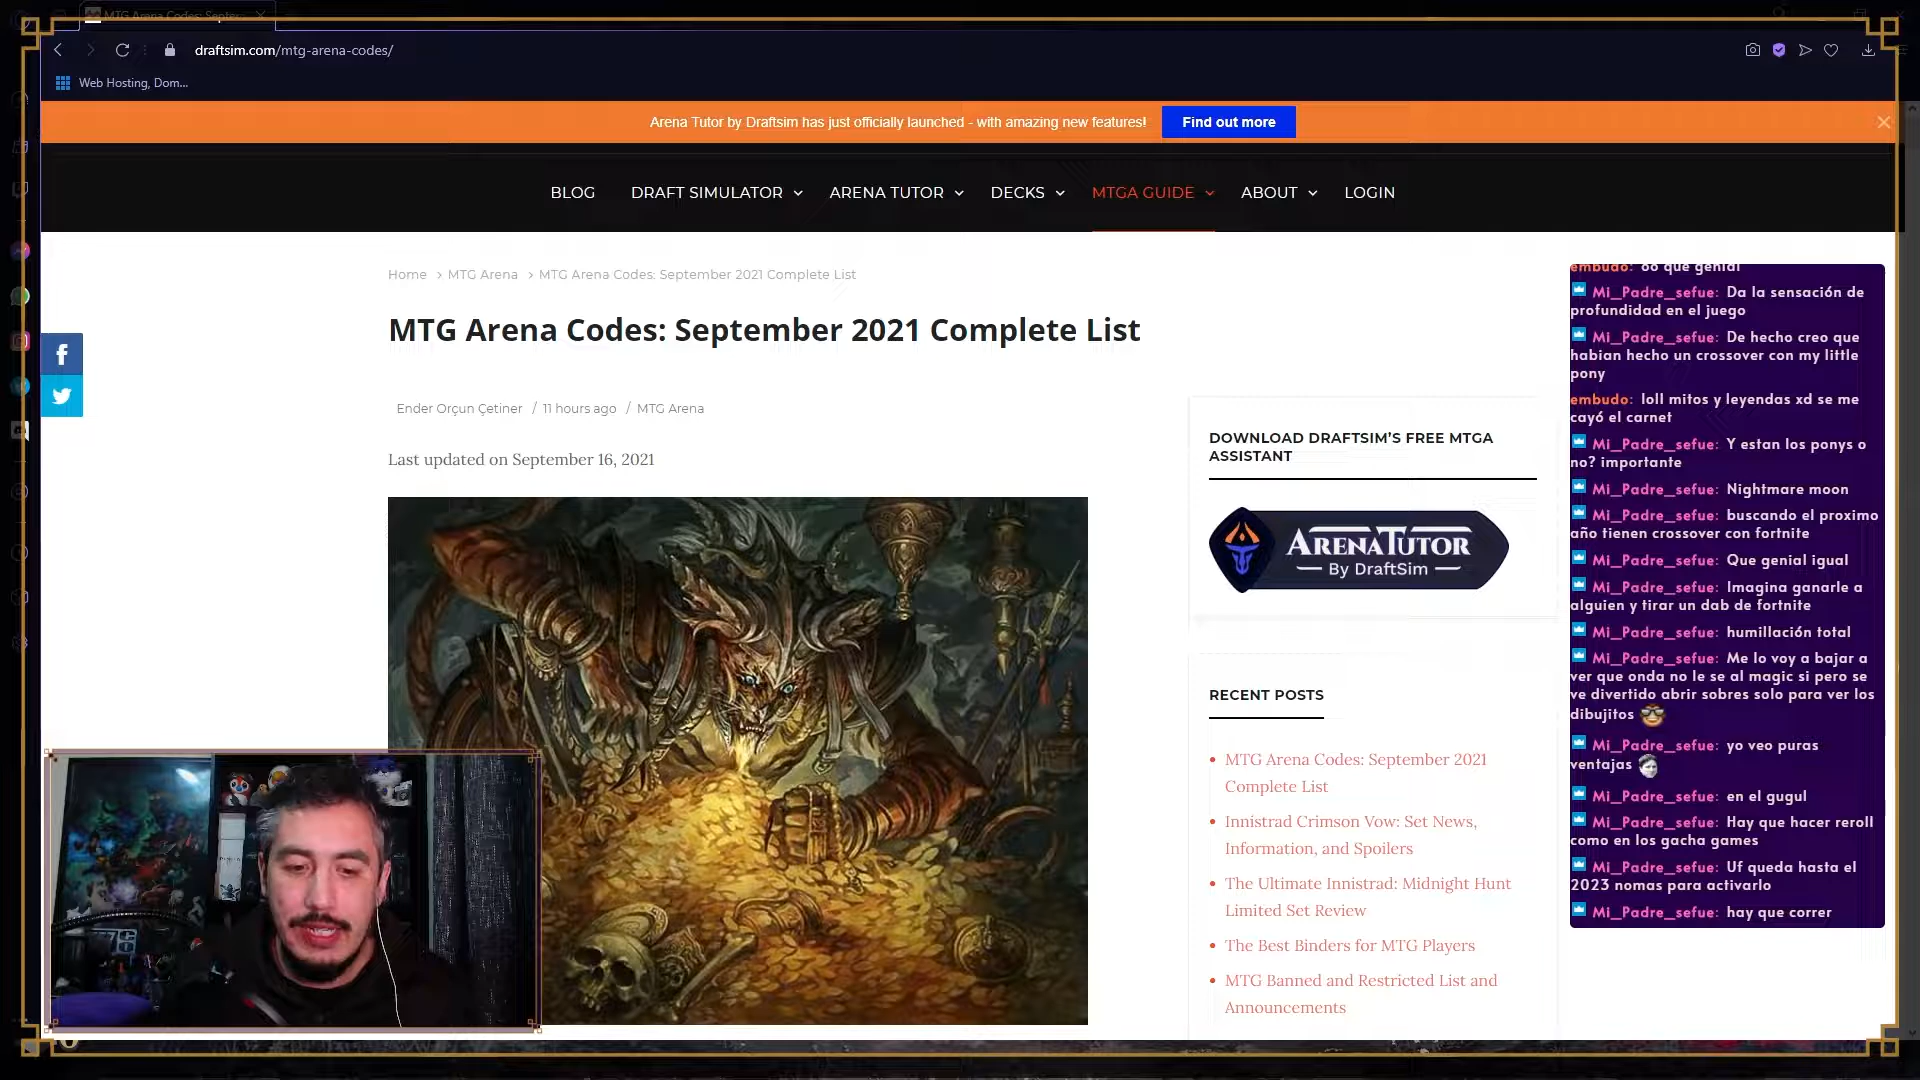 MTG Arena Codes: Septe
draftsim.com/mtg-arena-codes/
Web Hosting, Dom...
Arena Tutor by Draftsim has just officially launched - with amazing new features!
Find out more
BLOG
DRAFT SIMULATOR
ARENA TUTOR
DECKS
MTGA GUIDE
ABOUT
LOGIN
Home > MTG Arena > MTG Arena Codes: September 2021 Complete List
MTG Arena Codes: September 2021 Complete List
Ender Orçun Çetiner / 11 hours ago / MTG Arena
Last updated on September 16, 2021
DOWNLOAD DRAFTSIM’S FREE MTGA
ASSISTANT
ARENATUTOR
By DraftSim
RECENT POSTS
MTG Arena Codes: September 2021
Complete List
Innistrad Crimson Vow: Set News,
Information, and Spoilers
The Ultimate Innistrad: Midnight Hunt
Limited Set Review
The Best Binders for MTG Players
MTG Banned and Restricted List and
Announcements
embudo: oo que genial
Mi_Padre_sefue: Da la sensación de
profundidad en el juego
Mi_Padre_sefue: De hecho creo que
habian hecho un crossover con my little
pony
embudo: loll mitos y leyendas xd se me
cayó el carnet
Mi_Padre_sefue: Y estan los ponys o
no? importante
Mi_Padre_sefue: Nightmare moon
Mi_Padre_sefue: buscando el proximo
año tienen crossover con fortnite
Mi_Padre_sefue: Que genial igual
Mi_Padre_sefue: Imagina ganarle a
alguien y tirar un dab de fortnite
Mi_Padre_sefue: humillación total
Mi_Padre_sefue: Me lo voy a bajar a
ver que onda no le se al magic si pero se
ve divertido abrir sobres solo para ver los
dibujitos
Mi_Padre_sefue: yo veo puras
ventajas
Mi_Padre_sefue: en el gugul
Mi_Padre_sefue: Hay que hacer reroll
como en los gacha games
Mi_Padre_sefue: Uf queda hasta el
2023 nomas para activarlo
Mi_Padre_sefue: hay que correr